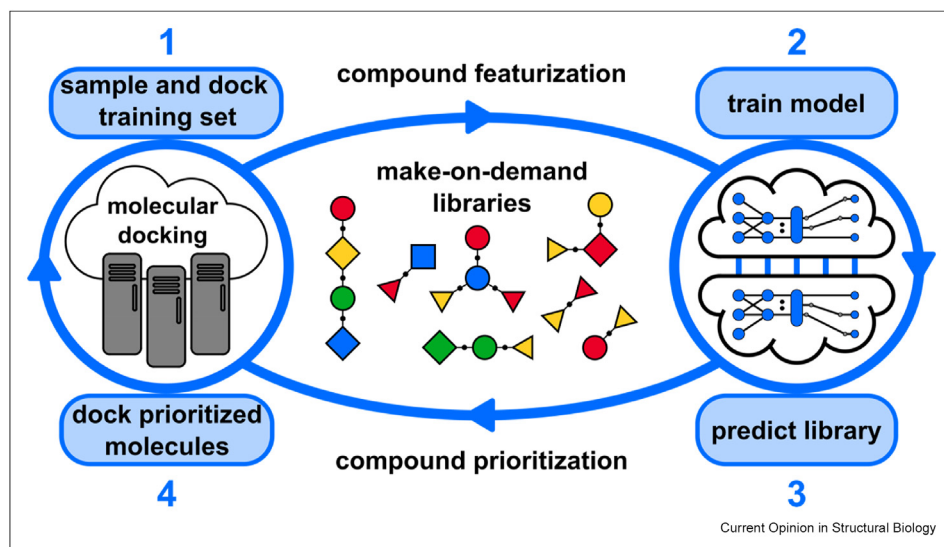 1
sample and dock
training set
compound featurization
2
train model
make-on-demand
libraries
molecular
docking
dock prioritized
molecules
4
compound prioritization
predict library
3
Current Opinion in Structural Biology